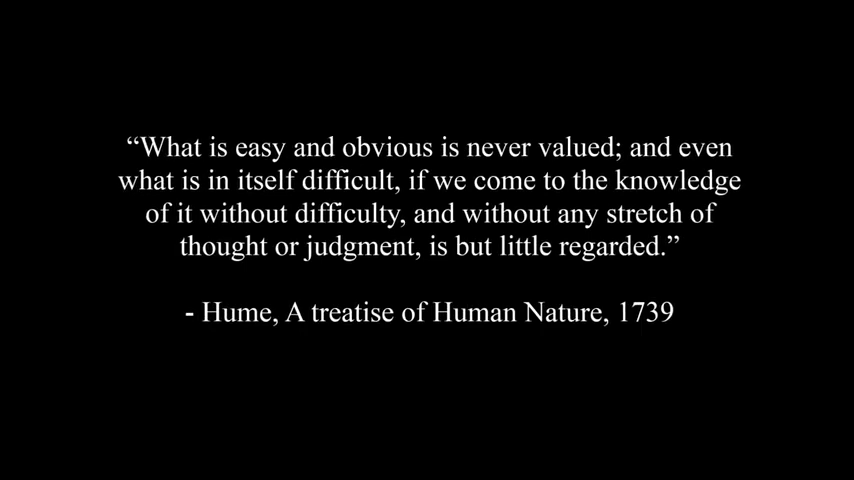 “What is easy and obvious is never valued; and even
what is in itself difficult, if we come to the knowledge
of it without difficulty, and without any stretch of
thought or judgment, is but little regarded.”
- Hume, A treatise of Human Nature, 1739